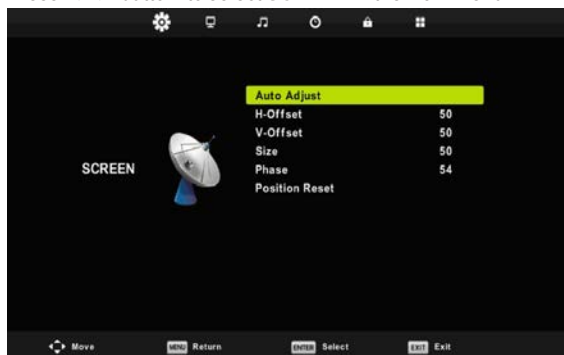 Auto Adjust
H-Offset 50
V-Offset 50
Size 50
SCREEN
Phase 54
Position Reset
Move
MENU Return
ENTER Select
EXIT Exit